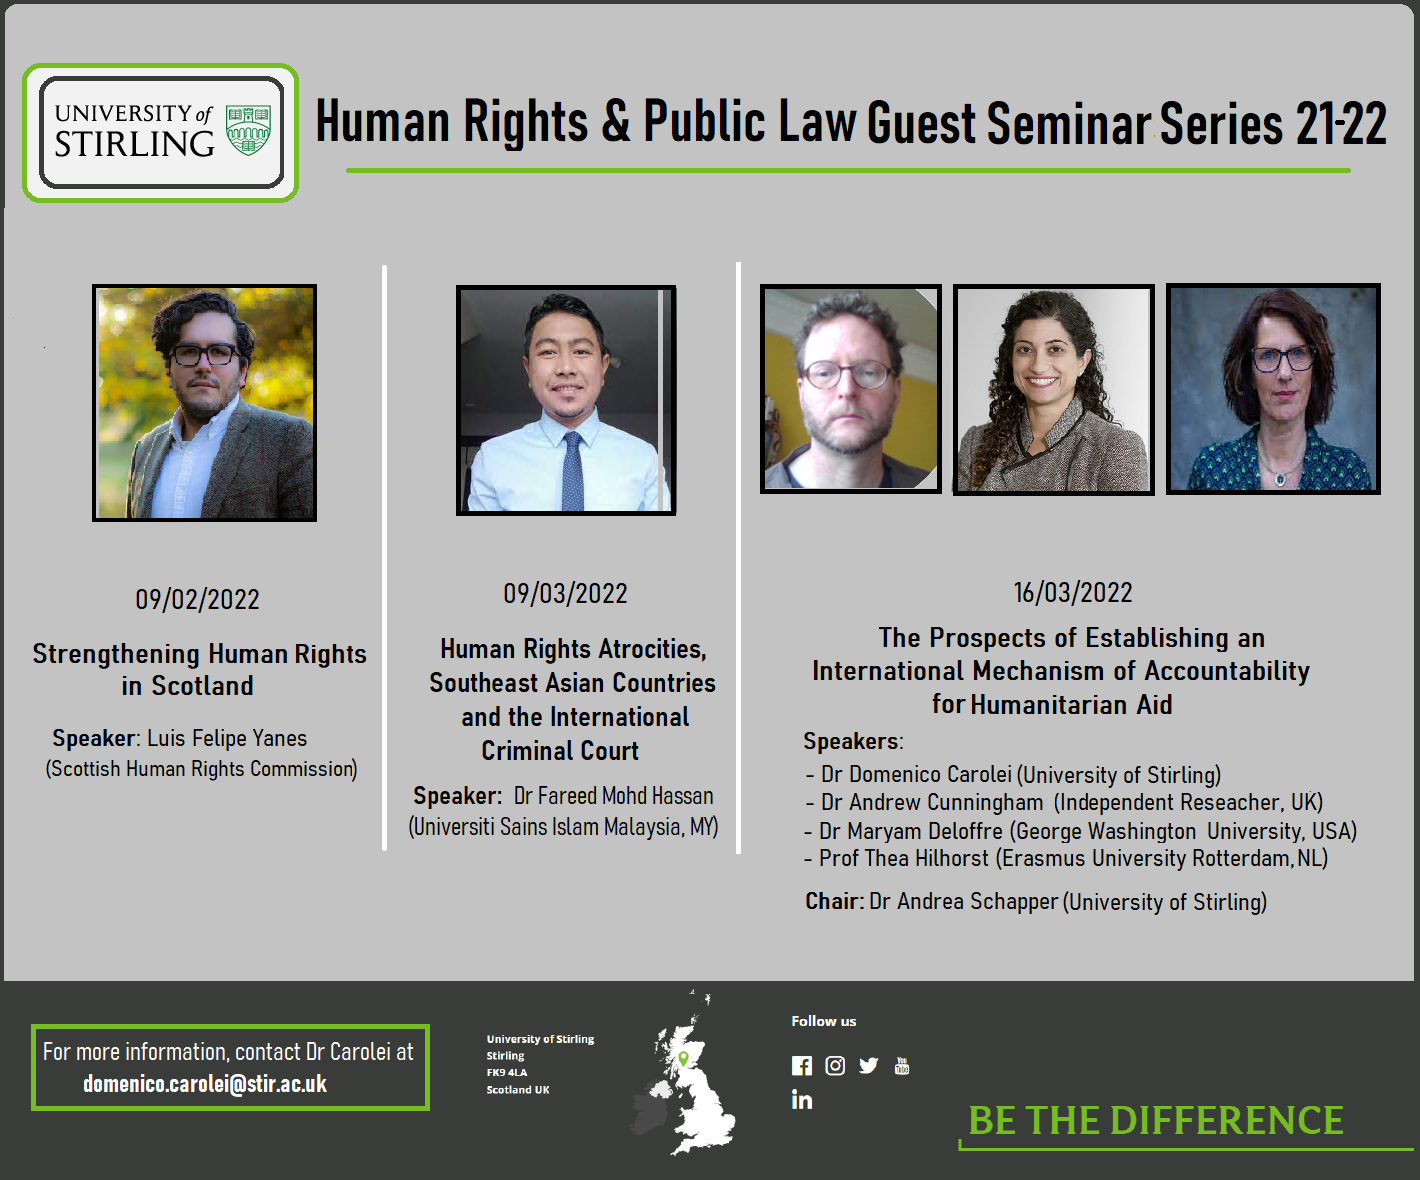 UNIVERSITY of
STIRLING
Human Rights & Public Law Guest Seminar Series 21-22
09/02/2022
Strengthening Human Rights
in Scotland
Speaker: Luis Felipe Yanes
(Scottish Human Rights Commission)
09/03/2022
Human Rights Atrocities,
Southeast Asian Countries
and the International
Criminal Court
Speaker: Dr Fareed Mohd Hassan
(Universiti Sains Islam Malaysia, MY)
16/03/2022
The Prospects of Establishing an
International Mechanism of Accountability
for Humanitarian Aid
Speakers:
- Dr Domenico Carolei (University of Stirling)
- Dr Andrew Cunningham (Independent Reseacher, UK)
- Dr Maryam Deloffre (George Washington University, USA)
- Prof Thea Hilhorst (Erasmus University Rotterdam, NL)
Chair: Dr Andrea Schapper (University of Stirling)
For more information, contact Dr Carolei at
domenico.carolei@stir.ac.uk
University of Stirling
Stirling
FK9 4LA
Scotland UK
Follow us
You
Tube
in
BE THE DIFFERENCE